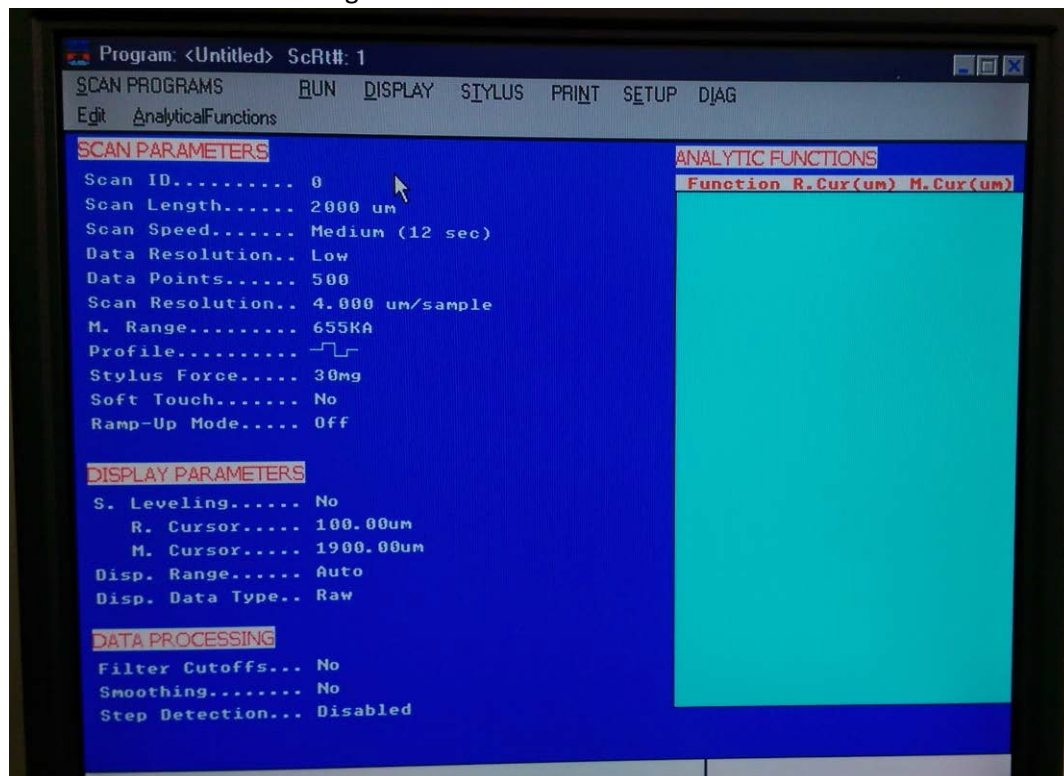 Program: <Untitled> ScRt#: 1
SCAN PROGRAMS RUN DISPLAY STYLUS PRINT SETUP DIAG
Edit AnalyticalFunctions
SCAN PARAMETERS
Scan ID.......... 0
Scan Length...... 2000 um
Scan Speed....... Medium (12 sec)
Data Resolution.. Low
Data Points...... 500
Scan Resolution.. 4.000 um/sample
M. Range......... 655KA
Profile..........
Stylus Force..... 30mg
Soft Touch....... No
Ramp-Up Mode..... Off
DISPLAY PARAMETERS
S. Leveling...... No
R. Cursor..... 100.00um
M. Cursor..... 1900.00um
Disp. Range...... Auto
Disp. Data Type.. Raw
DATA PROCESSING
Filter Cutoffs... No
Smoothing........ No
Step Detection... Disabled
ANALYTIC FUNCTIONS
Function R.Cur(um) M.Cur(um)